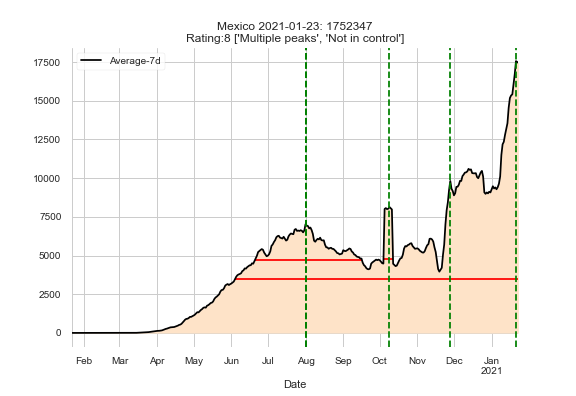 Mexico 2021-01-23: 1752347
Rating:8 ['Multiple peaks', 'Not in control']
Average-7d
17500
15000
12500
10000
7500
5000
2500
0
Feb Mar Apr May Jun Jul Aug Sep Oct Nov Dec Jan
2021
Date